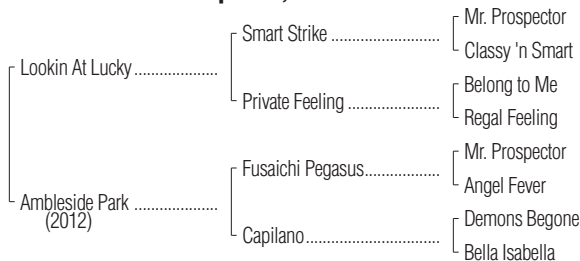 Mr. Prospector
Smart Strike ........................
Classy 'n Smart
Lookin At Lucky ...................
Belong to Me
Private Feeling .....................
Regal Feeling
Mr. Prospector
Fusaichi Pegasus.................
Angel Fever
Ambleside Park ...................
(2012)
Demons Begone
Capilano..............................
Bella Isabella